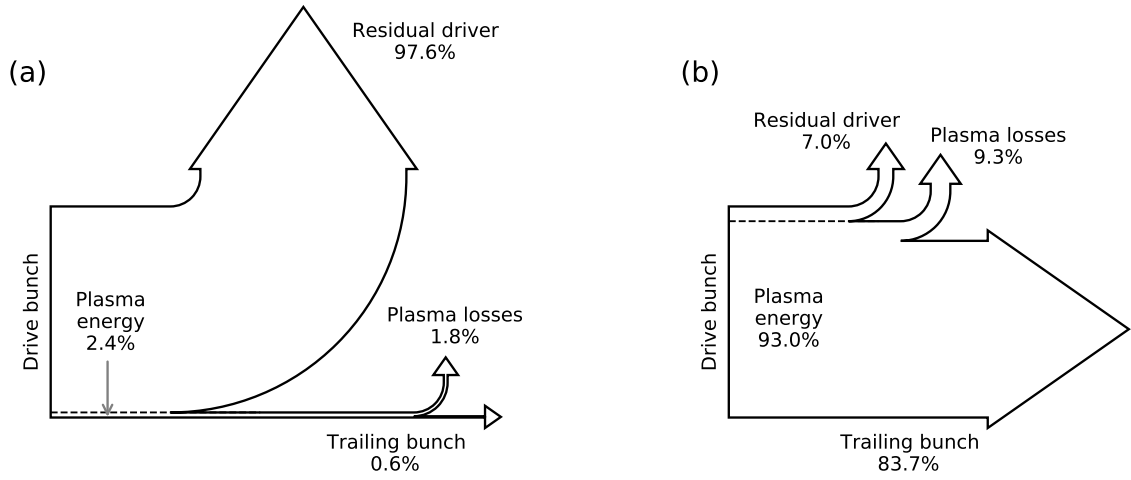 (a)
Residual driver
97.6%
Drive bunch
Plasma
energy
2.4%
Plasma losses
1.8%
Trailing bunch
0.6%
(b)
Residual driver
7.0%
Plasma losses
9.3%
Drive bunch
Plasma
energy
93.0%
Trailing bunch
83.7%